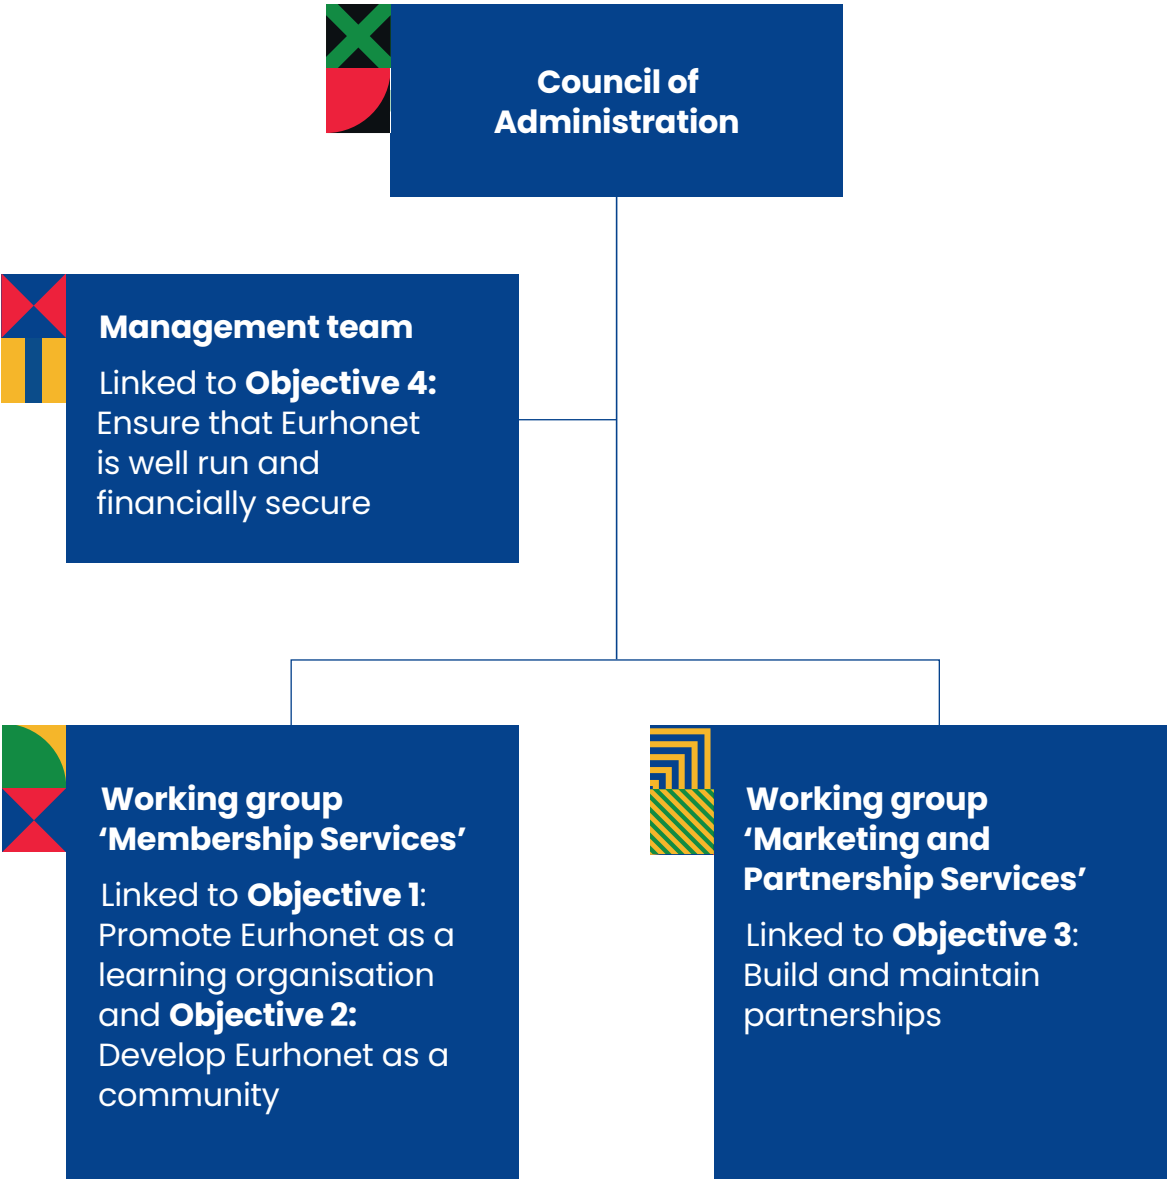 Council of
Administration
Management team
Linked to Objective 4:
Ensure that Eurhonet
is well run and
financially secure
Working group
‘Membership Services’
Linked to Objective 1:
Promote Eurhonet as a
learning organisation
and Objective 2:
Develop Eurhonet as a
community
Working group
‘Marketing and
Partnership Services’
Linked to Objective 3:
Build and maintain
partnerships